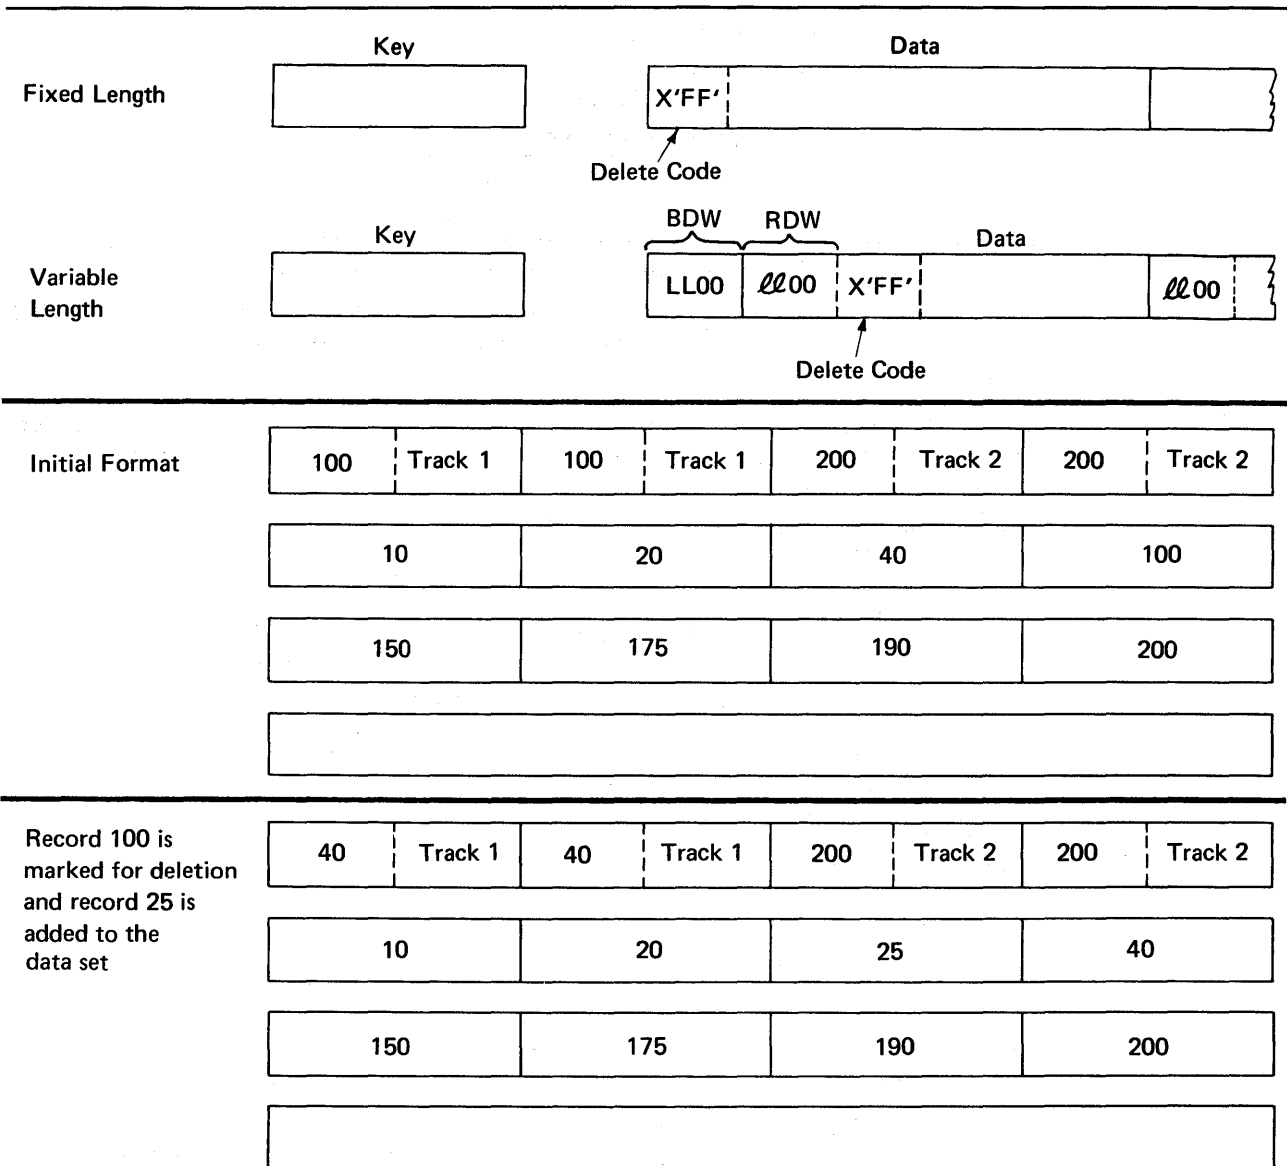 Key Data
Fixed Length X'FF'
Delete Code
BDW RDW
Key Data
Variable
Length
LL00 ℓℓ00 X'FF' ℓℓ00
Delete Code
Initial Format 100 Track 1 100 Track 1 200 Track 2 200 Track 2
10 20 40 100
150 175 190 200
Record 100 is
marked for deletion
and record 25 is
added to the
data set
40 Track 1 40 Track 1 200 Track 2 200 Track 2
10 20 25 40
150 175 190 200